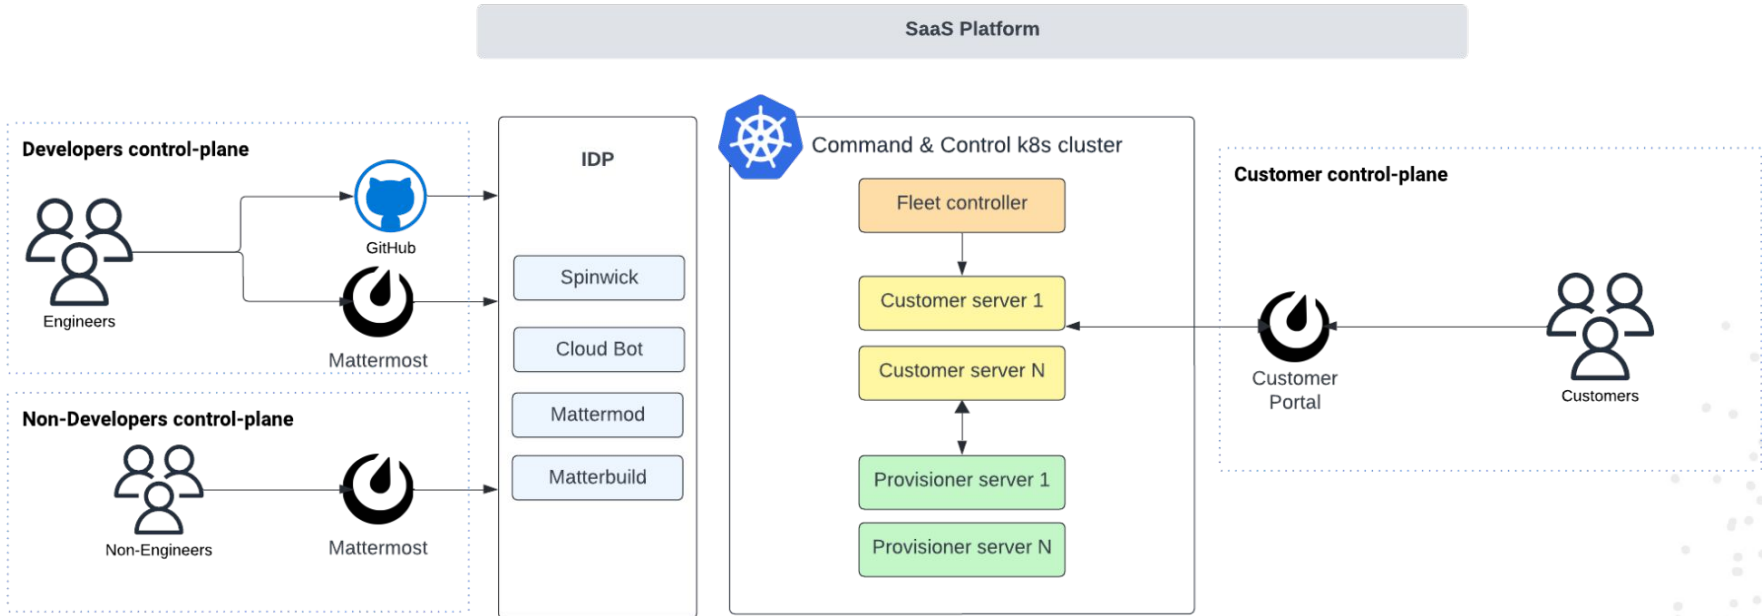 SaaS Platform
Developers control-plane
Engineers
GitHub
Mattermost
Non-Developers control-plane
Non-Engineers
Mattermost
IDP
Spinwick
Cloud Bot
Mattermod
Matterbuild
Command & Control k8s cluster
Fleet controller
Customer server 1
Customer server N
Provisioner server 1
Provisioner server N
Customer control-plane
Customer
Portal
Customers